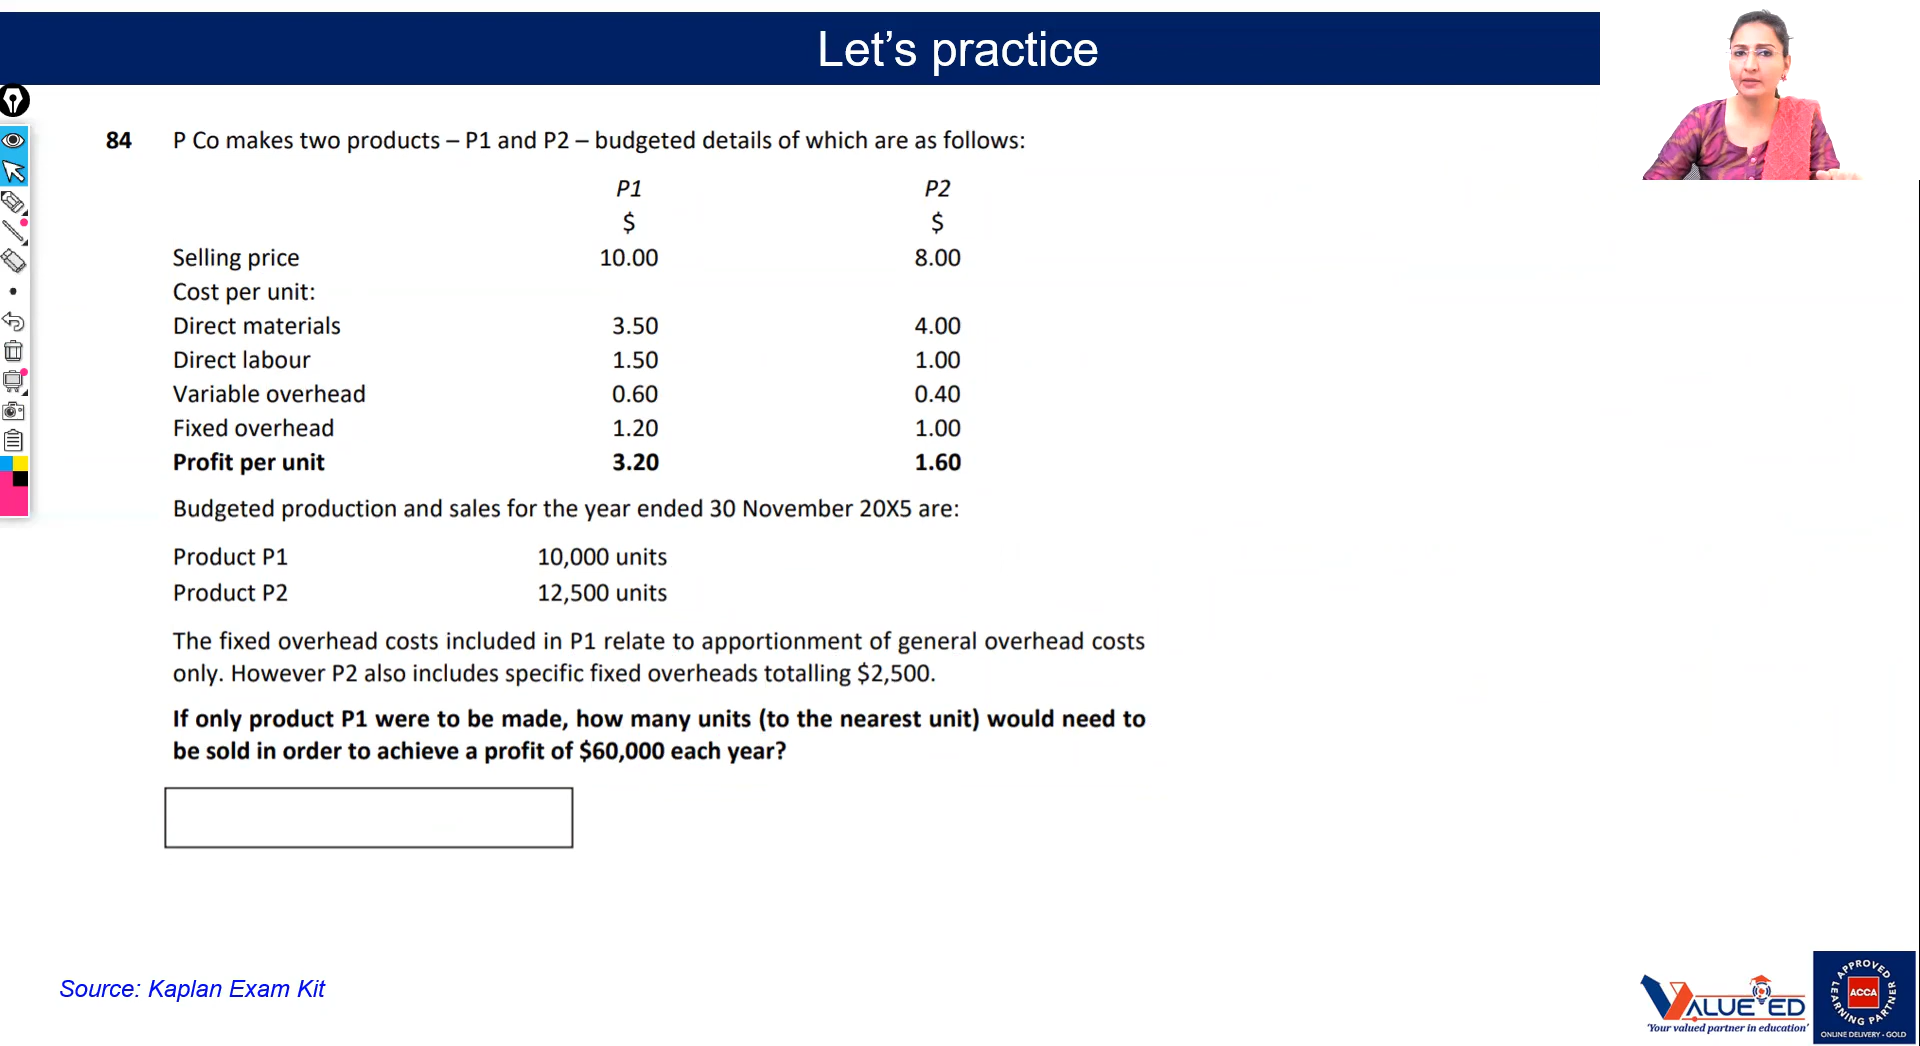 Let’s practice
84 P Co makes two products – P1 and P2 – budgeted details of which are as follows:
P1 P2
$ $
Selling price 10.00 8.00
Cost per unit:
Direct materials 3.50 4.00
Direct labour 1.50 1.00
Variable overhead 0.60 0.40
Fixed overhead 1.20 1.00
Profit per unit 3.20 1.60
Budgeted production and sales for the year ended 30 November 20X5 are:
Product P1 10,000 units
Product P2 12,500 units
The fixed overhead costs included in P1 relate to apportionment of general overhead costs
only. However P2 also includes specific fixed overheads totalling $2,500.
If only product P1 were to be made, how many units (to the nearest unit) would need to
be sold in order to achieve a profit of $60,000 each year?
Source: Kaplan Exam Kit
VALUE ED
'Your valued partner in education'
APPROVED
LEARNING PARTNER
ACCA
ONLINE DELIVERY - GOLD